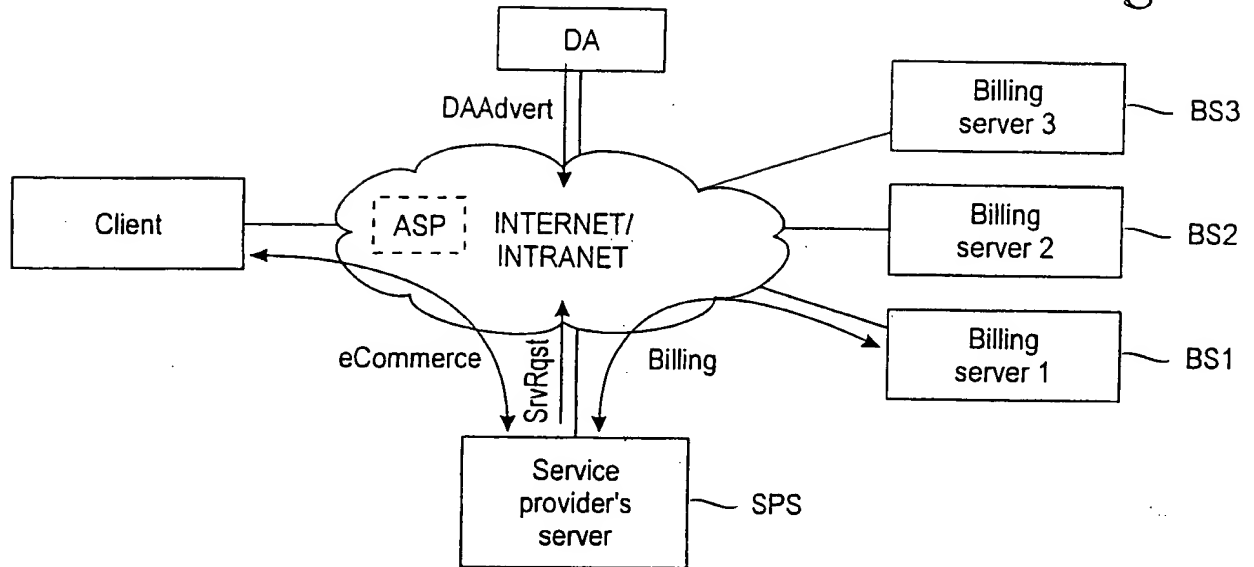 DA
DAAdvert
Billing
server 3
BS3
Client
ASP
INTERNET/
INTRANET
Billing
server 2
BS2
eCommerce
SrvRqst
Billing
Billing
server 1
BS1
Service
provider's
server
SPS